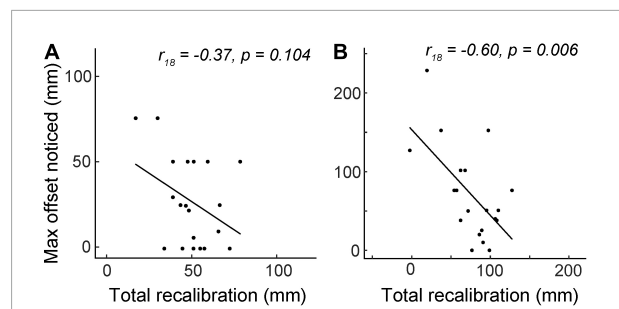 A
r18 = -0.37, p = 0.104
B
r18 = -0.60, p = 0.006
Max offset noticed (mm)
100
50
0
0
50
100
Total recalibration (mm)
200
100
0
0
100
200
Total recalibration (mm)